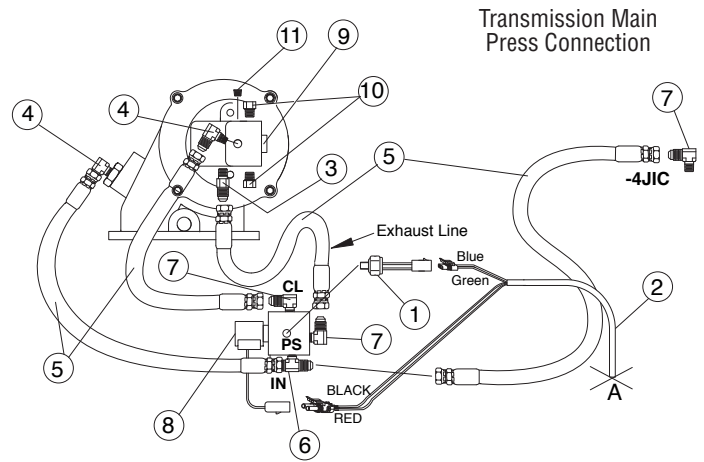 Transmission Main
Press Connection
11
9
10
4
4
7
3
5
-4JIC
Exhaust Line
Blue
Green
7
CL
1
2
PS
7
5
IN
8
6
BLACK
RED
A